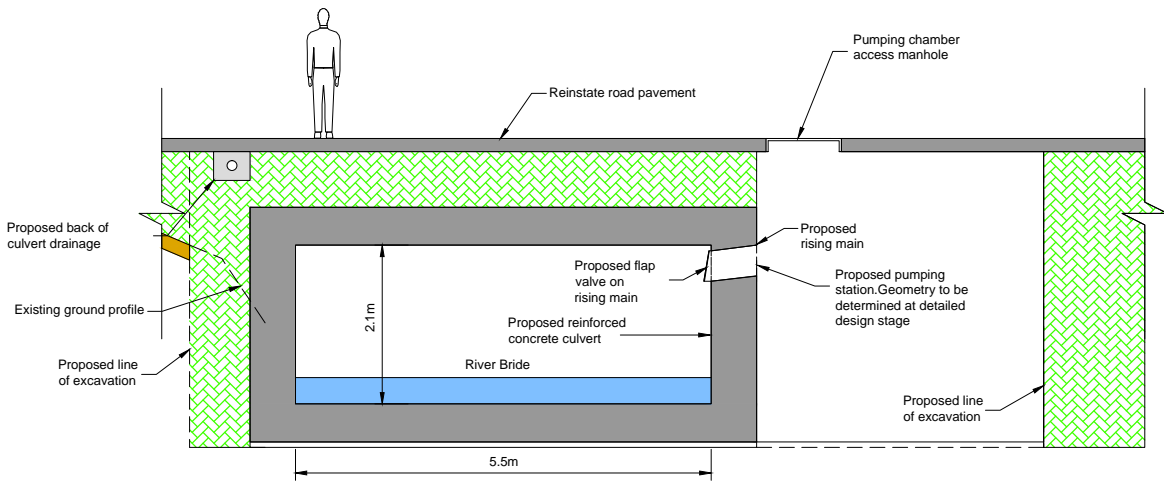 Pumping chamber
access manhole
Reinstate road pavement
Proposed back of
culvert drainage
Proposed
rising main
Proposed flap
valve on
rising main
Proposed pumping
station.Geometry to be
determined at detailed
design stage
Existing ground profile
2.1m
Proposed reinforced
concrete culvert
Proposed line
of excavation
River Bride
Proposed line
of excavation
5.5m